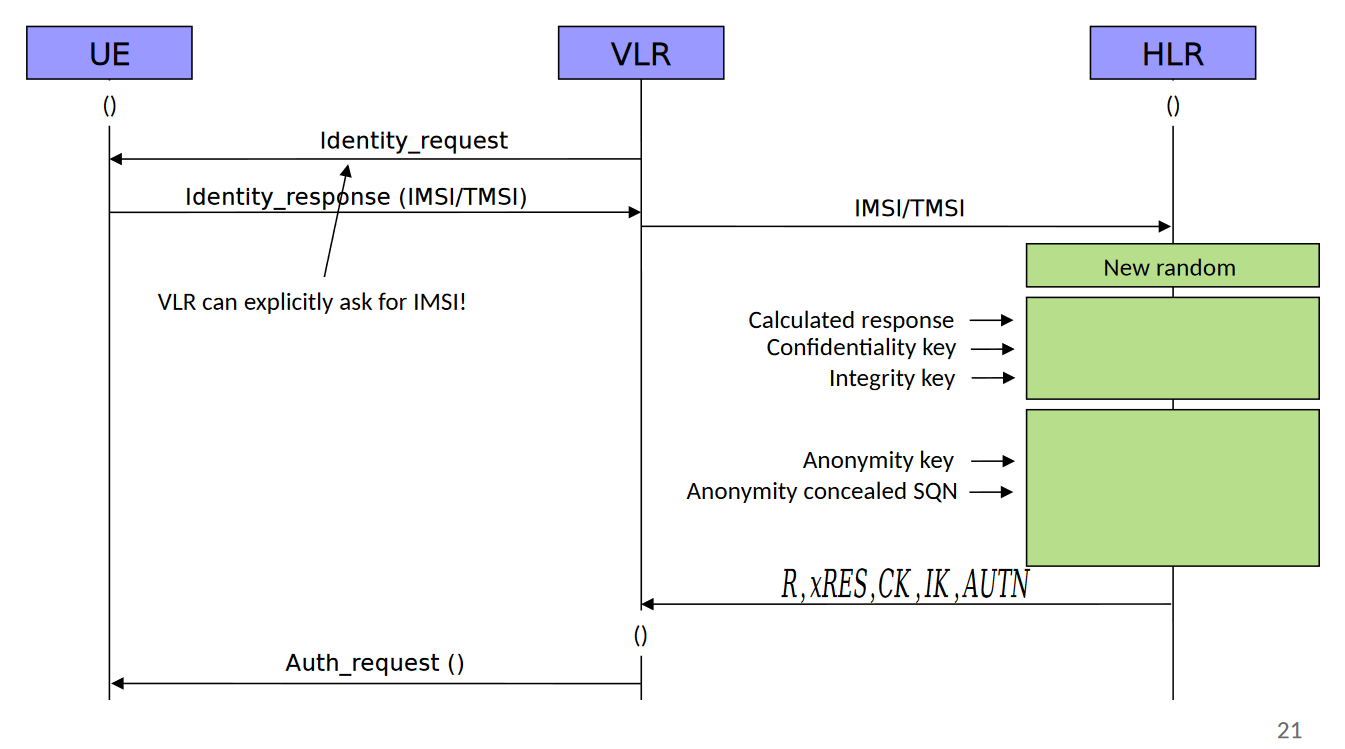 UE
VLR
HLR
()
()
Identity_request
Identity_response (IMSI/TMSI)
IMSI/TMSI
New random
VLR can explicitly ask for IMSI!
Calculated response
Confidentiality key
Integrity key
Anonymity key
Anonymity concealed SQN
R,xRES,CK,IK,AUTN
()
Auth_request ()
21